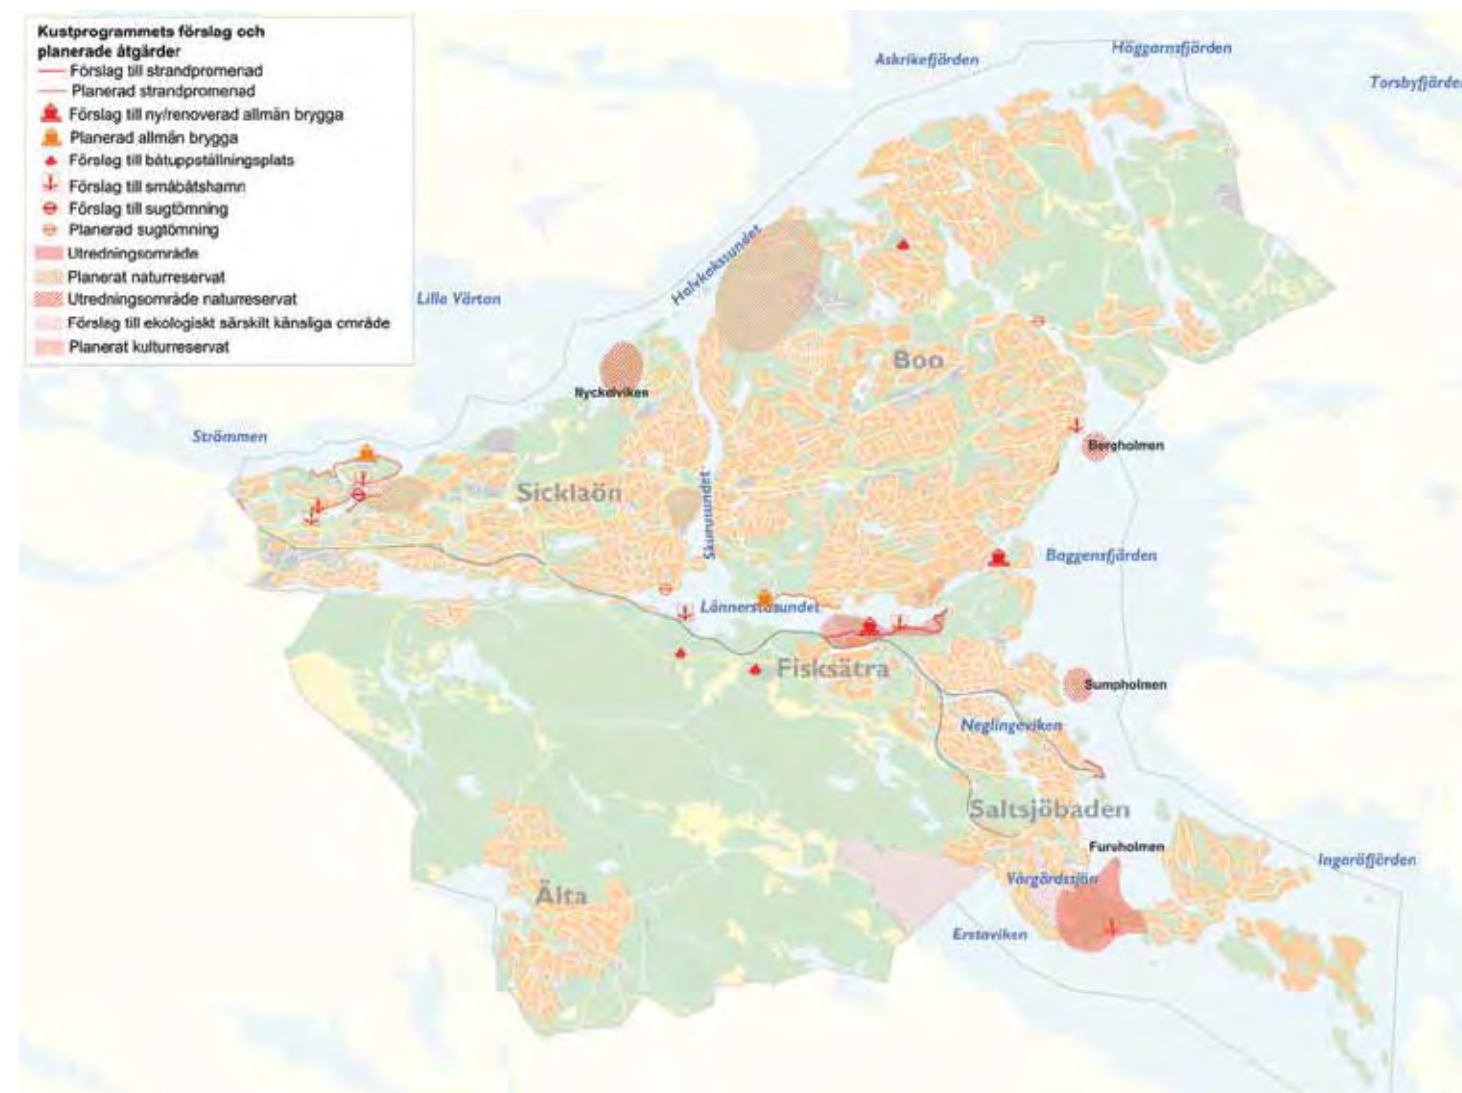 Kustprogrammets förslag och
planerade åtgärder
Förslag till strandpromenad
Planerad strandpromenad
Förslag till ny/renoverad allmän brygga
Planerad allmän brygga
Förslag till båtuppställningsplats
Förslag till småbåtshamn
Förslag till sugtömning
Planerad sugtömning
Utredningsområde
Planerat naturreservat
Utredningsområde naturreservat
Förslag till ekologiskt särskilt känsliga område
Planerat kulturreservat
Askrikefjärden
Höggarnsfjärden
Torsbyfjärde
Halvkakssundet
Lilla Värtan
Boo
Nyckelviken
Strömmen
Bergholmen
Sicklaön
Skurusundet
Baggensfjärden
Lännerstasundet
Fisksätra
Sumpholmen
Neglingeviken
Saltsjöbaden
Furuholmen
Ingaröfjärden
Vårgärdssjön
Älta
Erstaviken